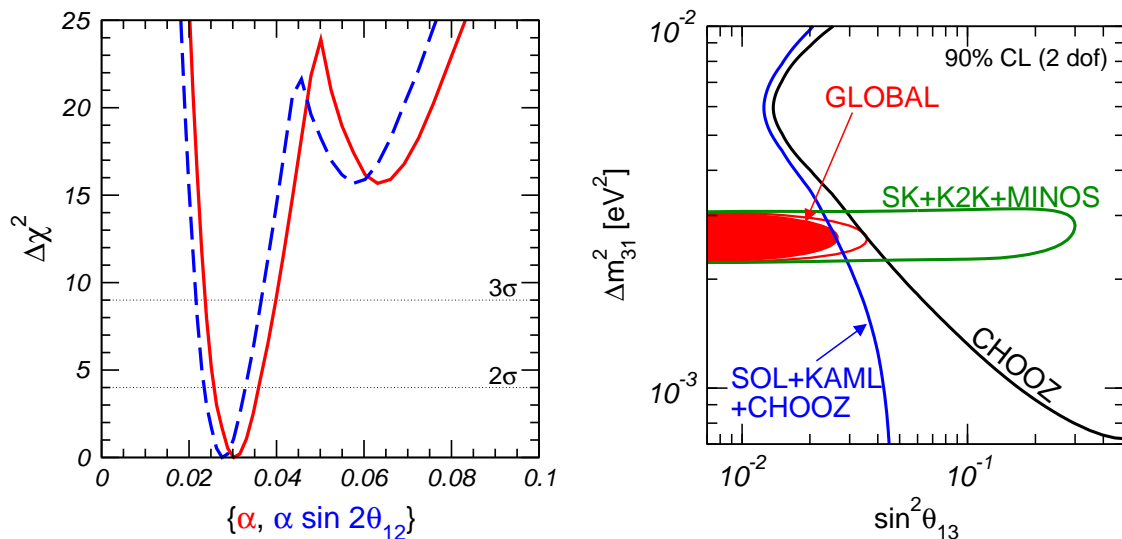 25
20
15
10
5
0
Δχ²
3σ
2σ
0
0.02
0.04
0.06
0.08
0.1
{α, α sin 2θ₁₂}
10⁻²
10⁻³
Δm²₃₁ [eV²]
90% CL (2 dof)
GLOBAL
SK+K2K+MINOS
SOL+KAML
+CHOOZ
CHOOZ
10⁻²
10⁻¹
sin²θ₁₃